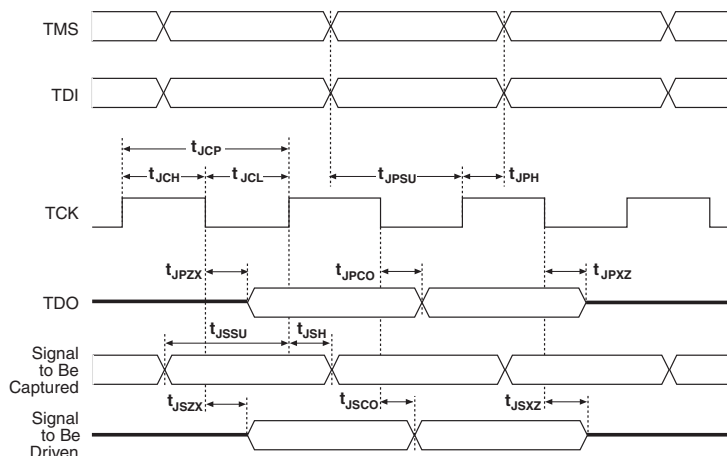 TMS
TDI
tJCP
tJCH
tJCL
tJPSU
tJPH
TCK
tJPZX
tJPCO
tJPXZ
TDO
tJSSU
tJSH
Signal
to Be
Captured
tJSZX
tJSCO
tJSXZ
Signal
to Be
Driven